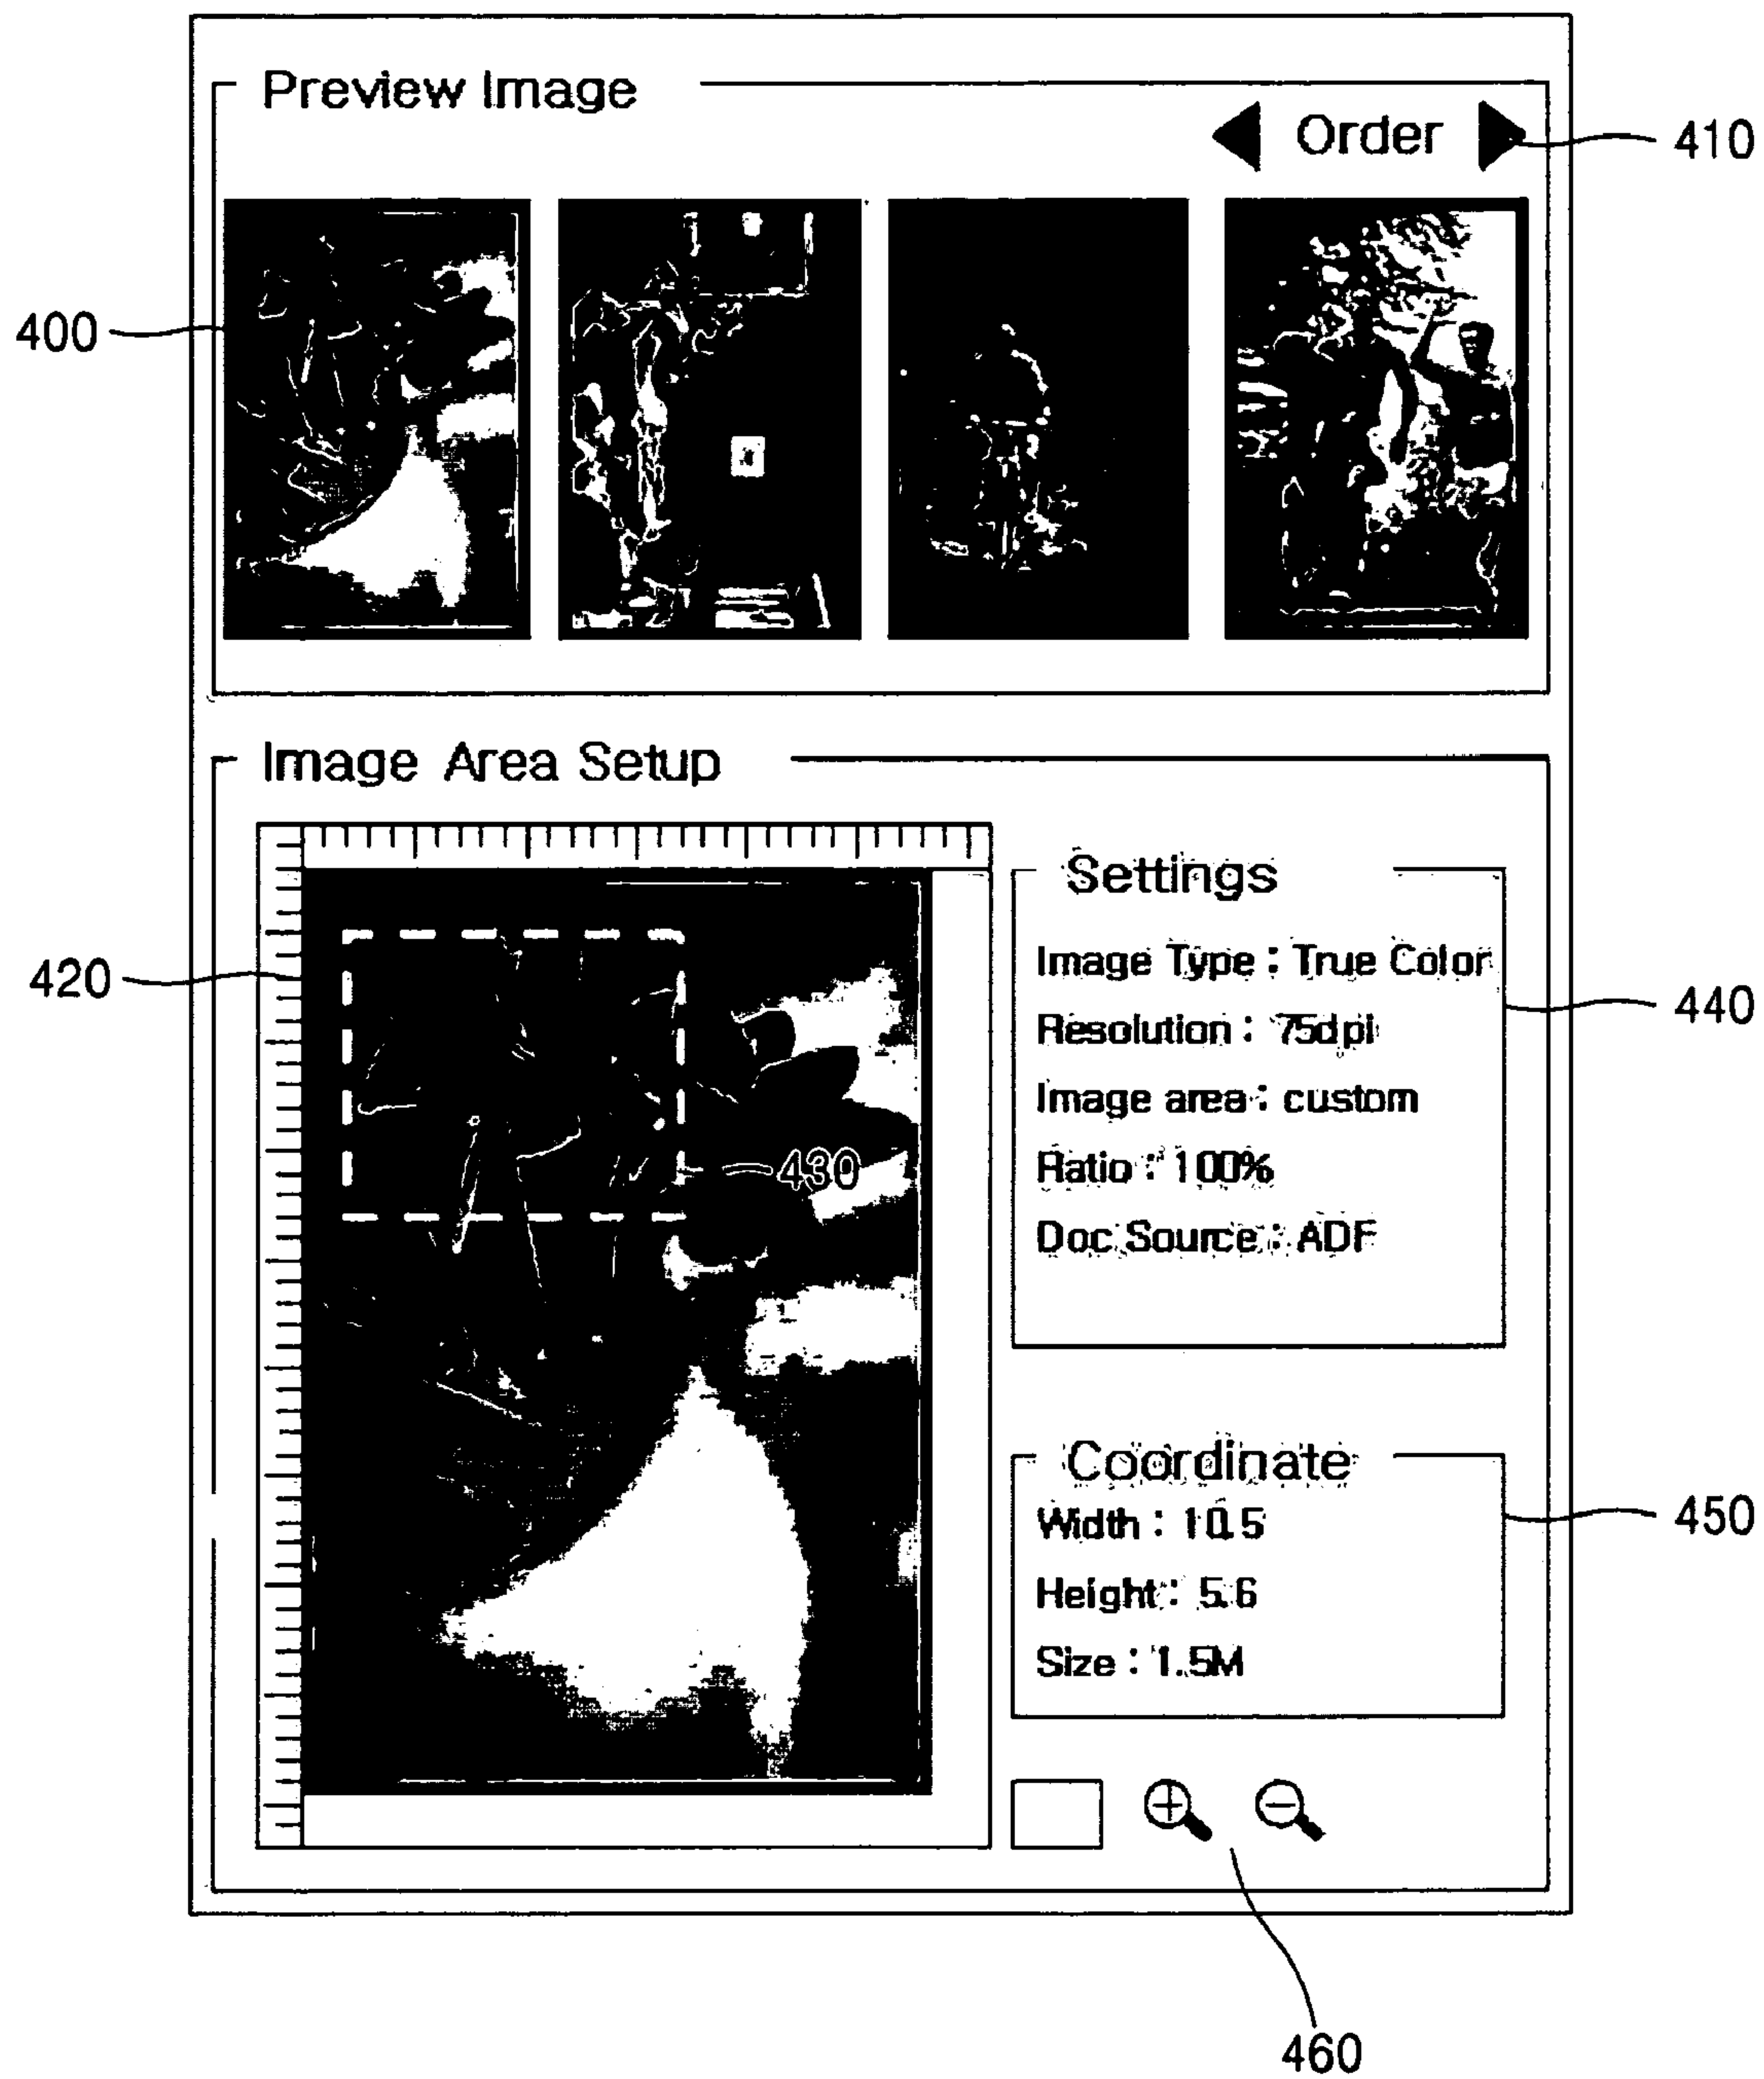 Preview Image
Order
410
400
Image Area Setup
420
430
Settings
Image Type : True Color
Resolution : 75dpi
Image area : custom
Ratio : 100%
Doc Source : ADF
440
Coordinate
Width : 10.5
Height : 5.6
Size : 1.5M
450
460